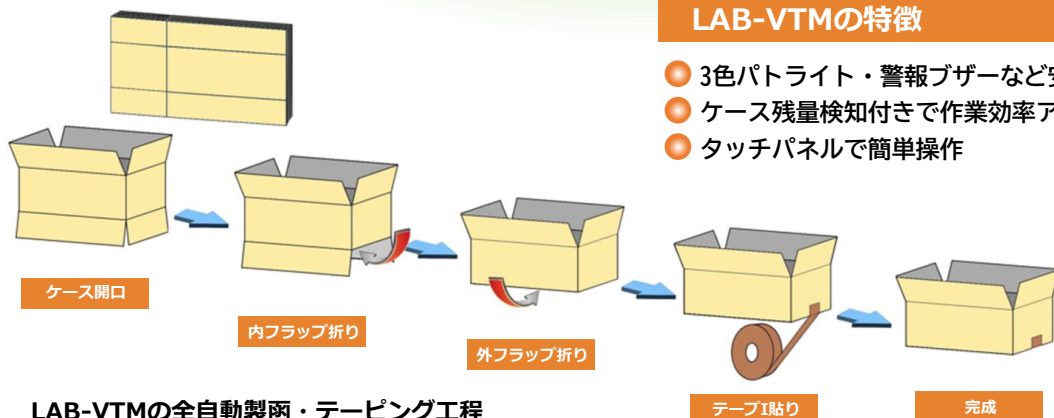 LAB-VTMの特徴
3色パトライト・警報ブザーなど
ケース残量検知付きで作業効率ア
タッチパネルで簡単操作
ケース開口
内フラップ折り
外フラップ折り
テープI貼り
完成
LAB-VTMの全自動製函・テーピング工程